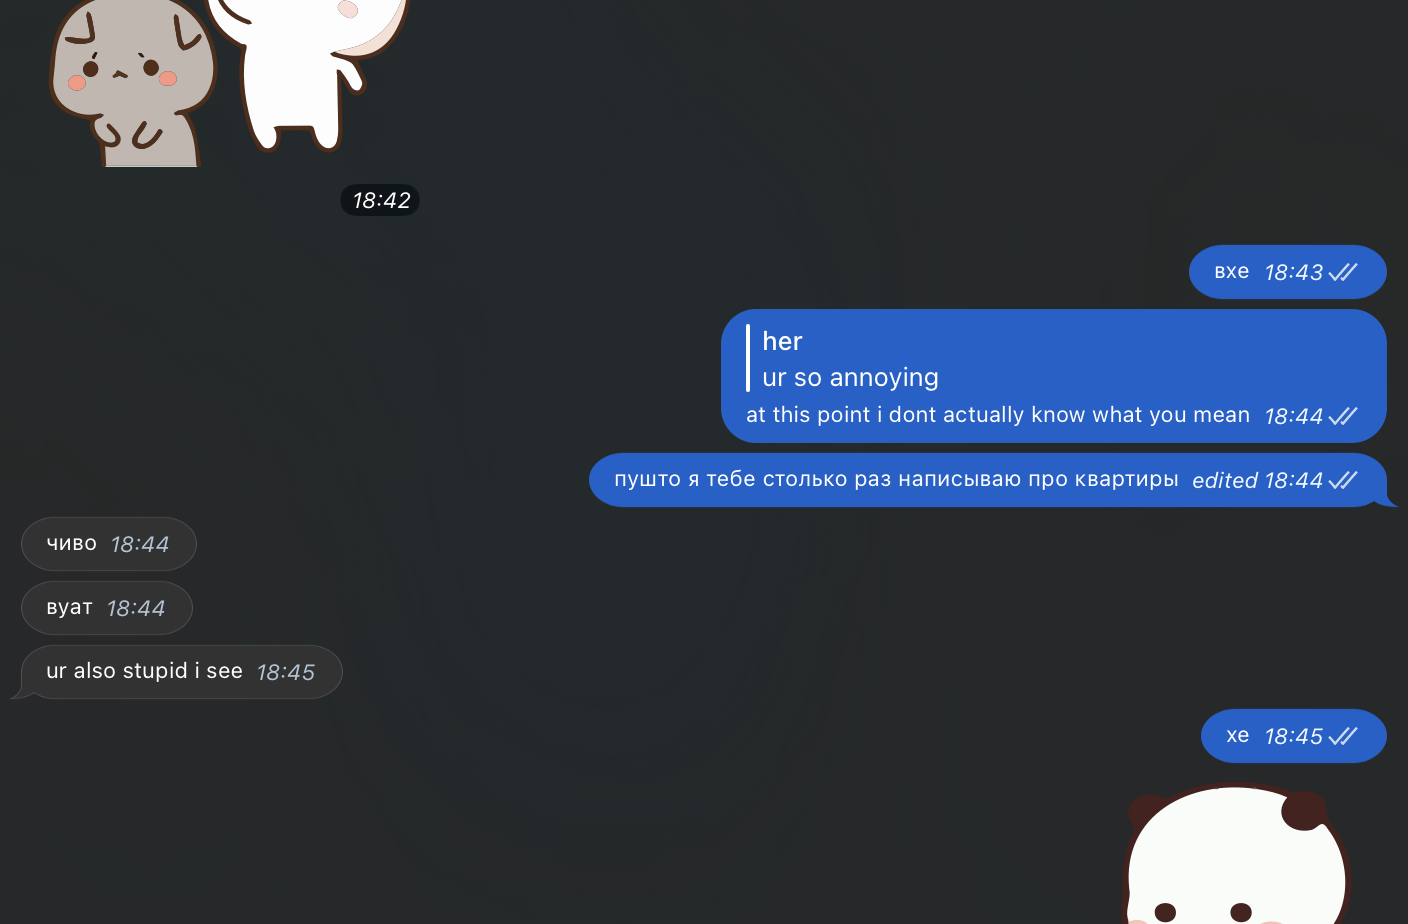 18:42
вхе 18:43
her
ur so annoying
at this point i dont actually know what you mean 18:44
пушто я тебе столько раз написываю про квартиры edited 18:44
чиво 18:44
вуат 18:44
ur also stupid i see 18:45
хе 18:45